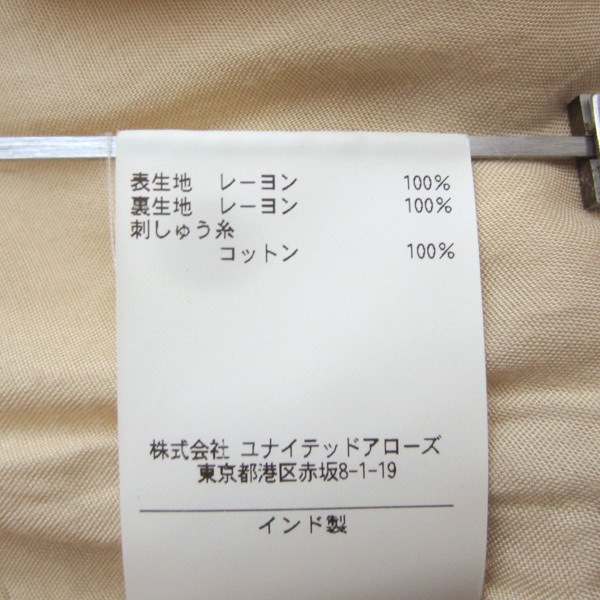 表生地 レーヨン 100%
裏生地 レーヨン 100%
刺しゅう糸
コットン 100%
株式会社 ユナイテッドアローズ
東京都港区赤坂8-1-19
インド製